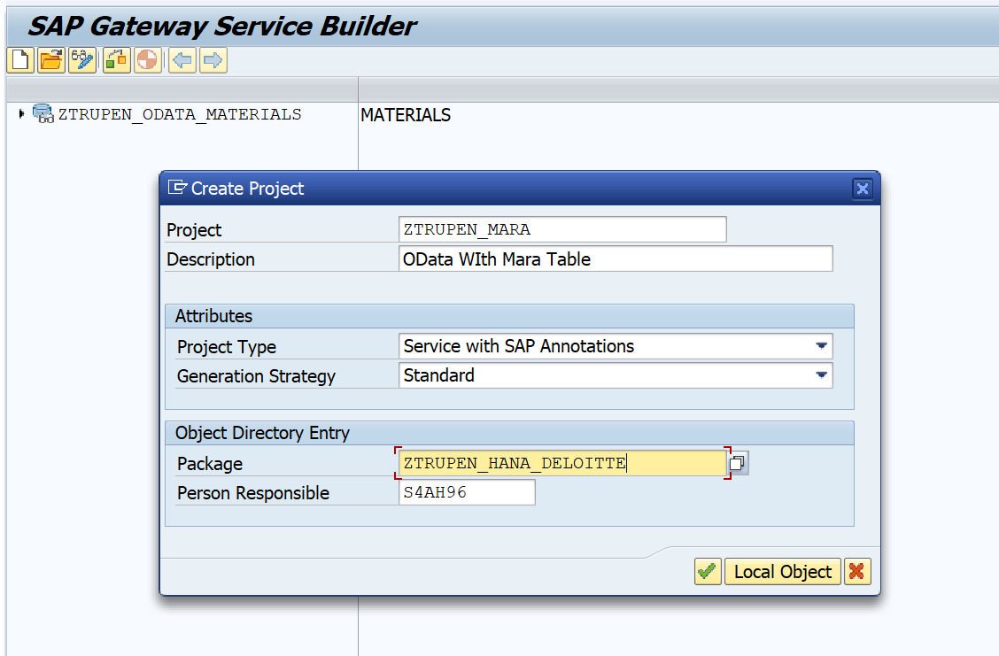 SAP Gateway Service Builder
ZTRUPEN_ODATA_MATERIALS MATERIALS
Create Project
Project ZTRUPEN_MARA
Description OData WIth Mara Table
Attributes
Project Type Service with SAP Annotations
Generation Strategy Standard
Object Directory Entry
Package ZTRUPEN_HANA_DELOITTE
Person Responsible S4AH96
Local Object